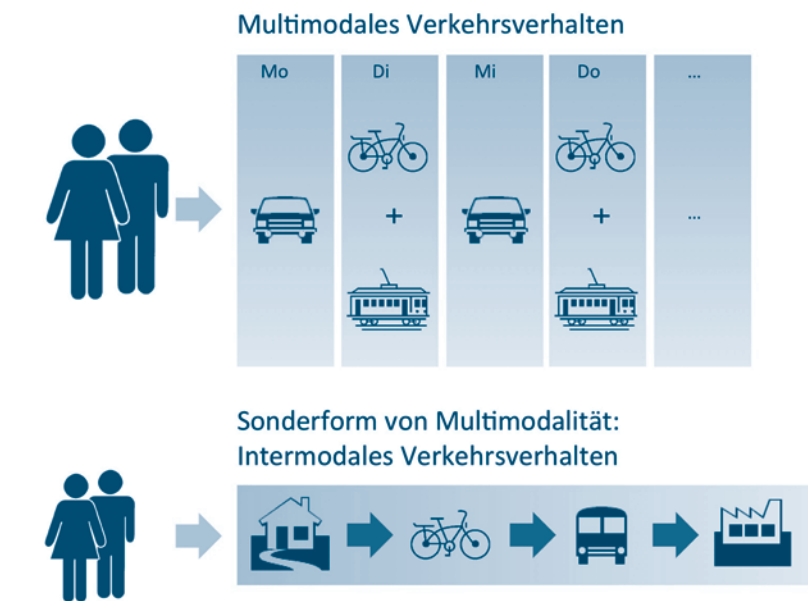 Multimodales Verkehrsverhalten
Mo Di Mi Do ...
+ + ...
Sonderform von Multimodalität:
Intermodales Verkehrsverhalten